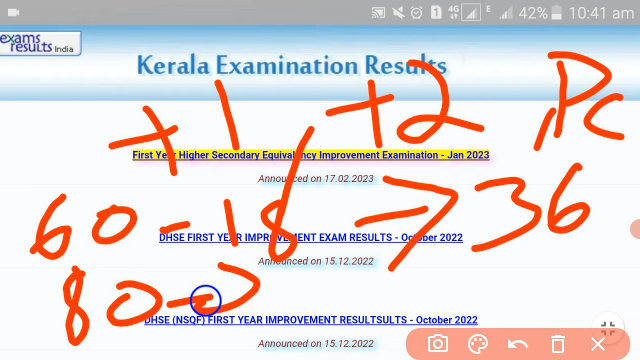 4G 1 E 42% 10:41 am
exams
results India
Kerala Examination Results
+1 +2
First Year Higher Secondary Equivalency Improvement Examination - Jan 2023
Announced on 17.02.2023
60-18 → 36
DHSE FIRST YEAR IMPROVEMENT EXAM RESULTS - October 2022
Announced on 15.12.2022
80-
DHSE (NSQF) FIRST YEAR IMPROVEMENT RESULTSULTS - October 2022
Announced on 15.12.2022